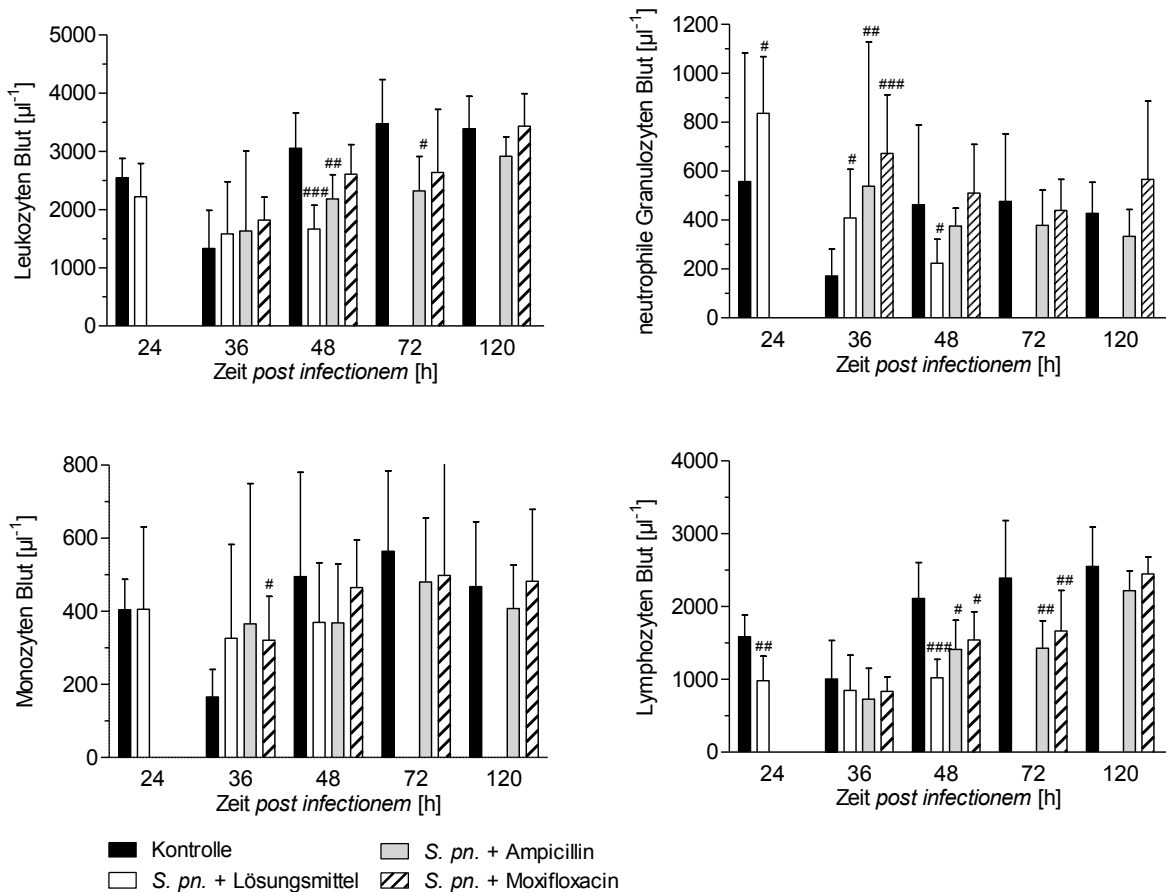 Leukozyten Blut [µl⁻¹]
5000
4000
3000
2000
1000
0
###
##
#
24 36 48 72 120
Zeit post infectionem [h]
neutrophile Granulozyten Blut [µl⁻¹]
1200
1000
800
600
400
200
0
#
#
##
###
#
24 36 48 72 120
Zeit post infectionem [h]
Monozyten Blut [µl⁻¹]
800
600
400
200
0
#
24 36 48 72 120
Zeit post infectionem [h]
Lymphozyten Blut [µl⁻¹]
4000
3000
2000
1000
0
##
###
#
#
##
##
24 36 48 72 120
Zeit post infectionem [h]
Kontrolle
S. pn. + Lösungsmittel
S. pn. + Ampicillin
S. pn. + Moxifloxacin